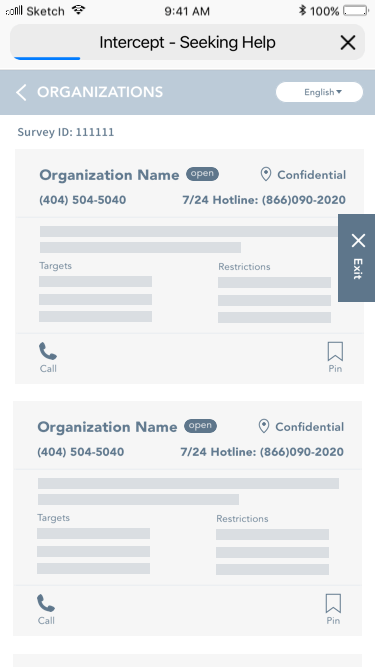 Sketch 9:41 AM 100%
Intercept - Seeking Help
ORGANIZATIONS English
Survey ID: 111111
Organization Name open Confidential
(404) 504-5040 7/24 Hotline: (866)090-2020
Exit
Targets Restrictions
Call Pin
Organization Name open Confidential
(404) 504-5040 7/24 Hotline: (866)090-2020
Targets Restrictions
Call Pin